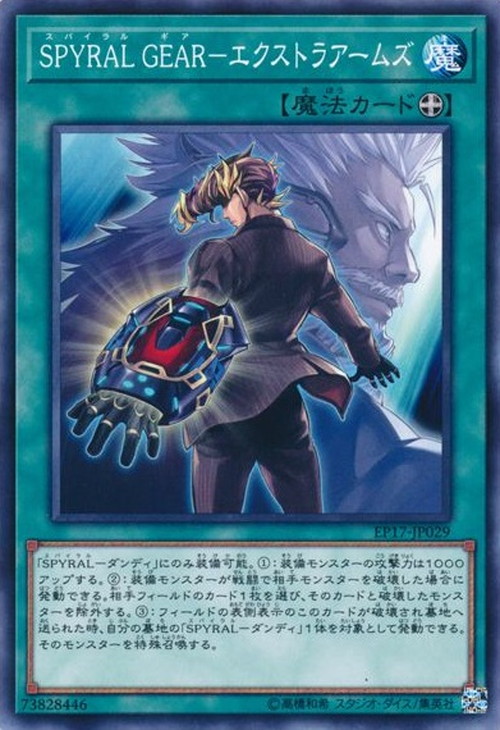 スパイラル ギア
SPYRAL GEAR－エクストラアームズ 魔
まほう
【魔法カード】
EP17-JP029
「SPYRAL－ダンディ」にのみ装備可能。①：装備モンスターの攻撃力は1000
アップする。②：装備モンスターが戦闘で相手モンスターを破壊した場合に
発動できる。相手フィールドのカード1枚を選び、そのカードと破壊したモンス
ターを除外する。③：フィールドの表側表示のこのカードが破壊され墓地へ
送られた時、自分の墓地の「SPYRAL－ダンディ」1体を対象として発動できる。
そのモンスターを特殊召喚する。
73828446
©高橋和希 スタジオ・ダイス/集英社